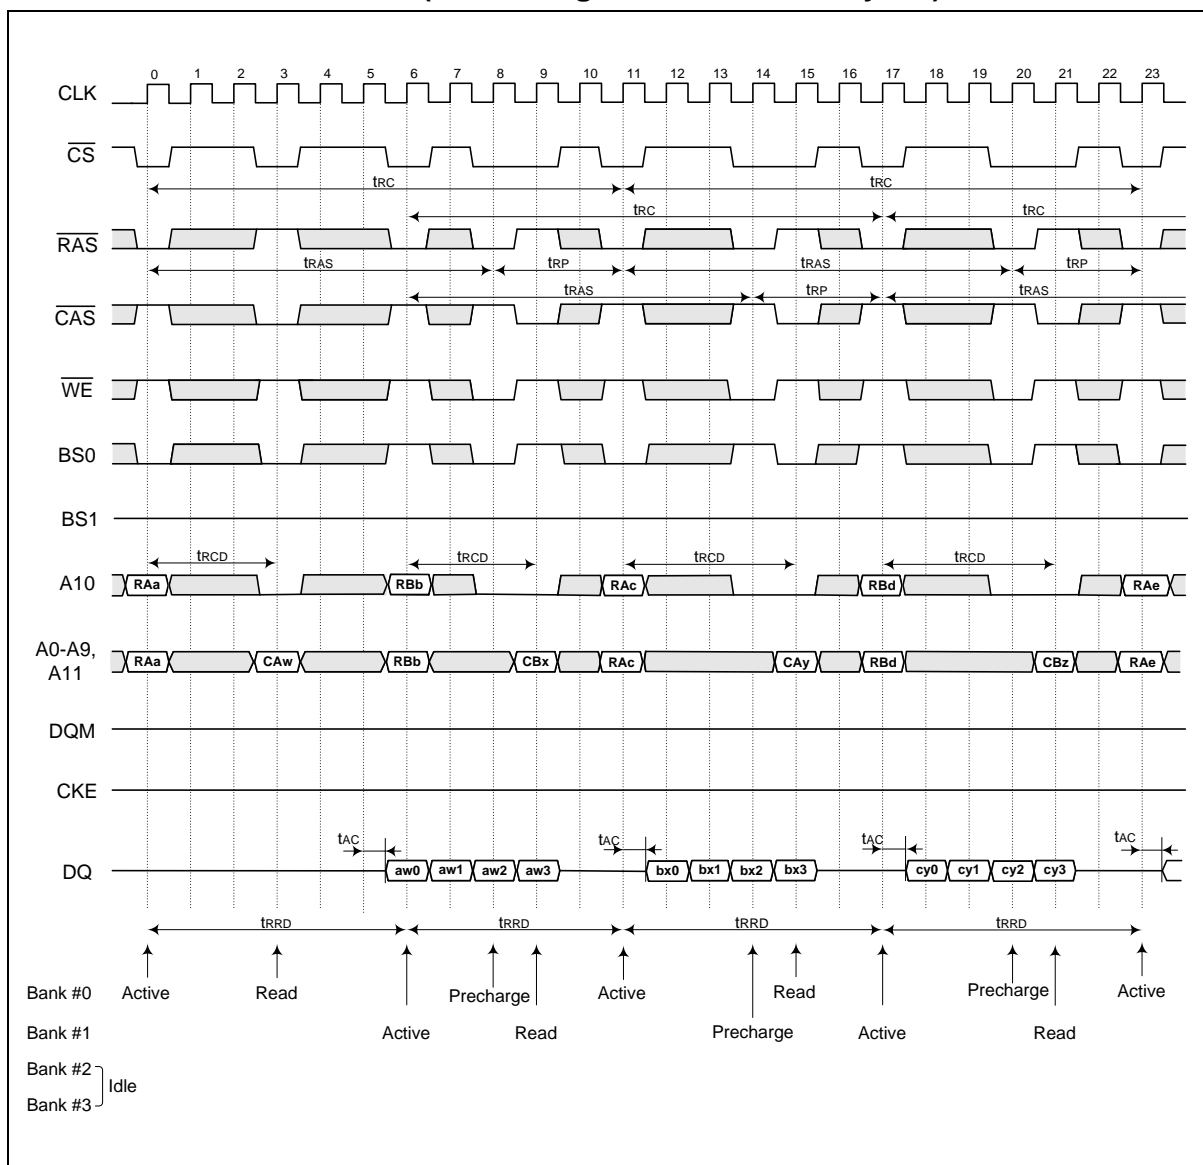 0 1 2 3 4 5 6 7 8 9 10 11 12 13 14 15 16 17 18 19 20 21 22 23
CLK
CS
tRC tRC
tRC tRC
RAS
tRAS tRP tRAS tRP
tRAS tRP tRAS
CAS
WE
BS0
BS1
tRCD tRCD tRCD tRCD
A10 RAa RBb RAc RBd RAe
A0-A9,
A11 RAa CAw RBb CBx RAc CAy RBd CBz RAe
DQM
CKE
tAC tAC tAC tAC
DQ aw0 aw1 aw2 aw3 bx0 bx1 bx2 bx3 cy0 cy1 cy2 cy3
tRRD tRRD tRRD tRRD
Bank #0 Active Read Precharge Active Read Precharge Active
Bank #1 Active Read Precharge Active Read
Bank #2
Idle
Bank #3